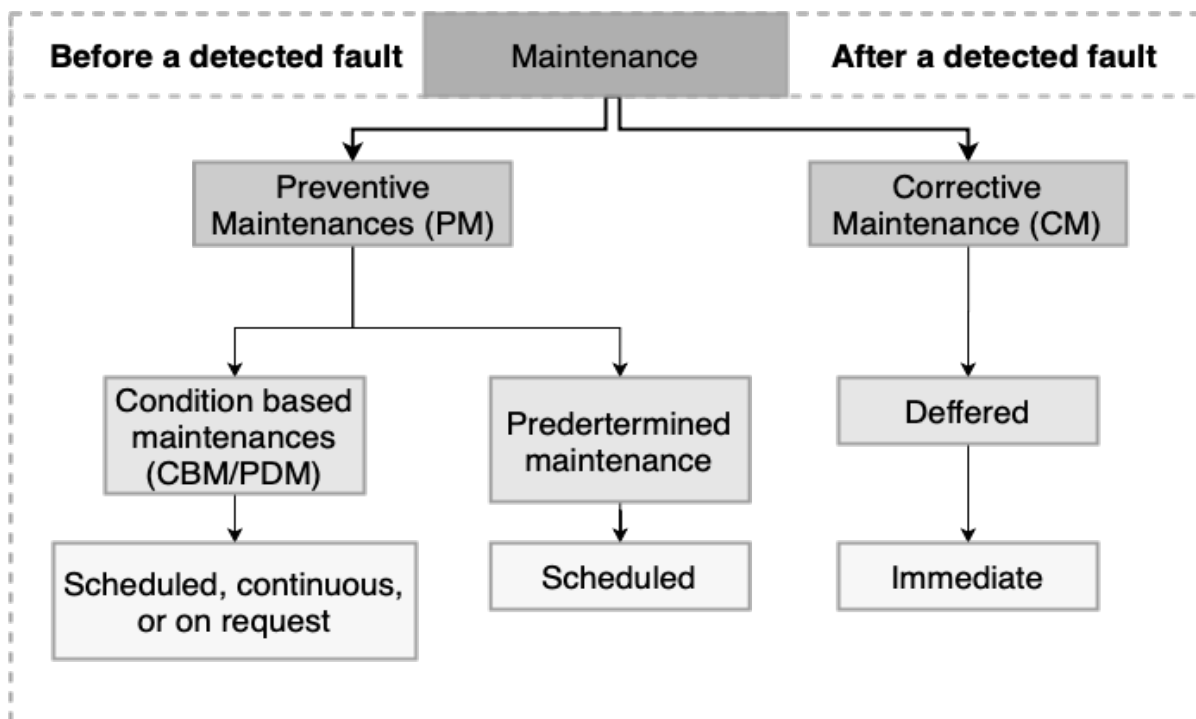 Before a detected fault
Maintenance
After a detected fault
Preventive
Maintenances (PM)
Corrective
Maintenance (CM)
Condition based
maintenances
(CBM/PDM)
Predertermined
maintenance
Deffered
Scheduled, continuous,
or on request
Scheduled
Immediate